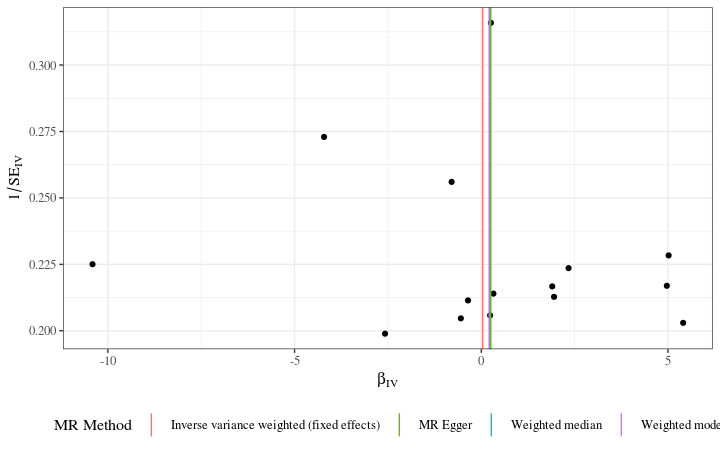 0.300
0.275
0.250
0.225
0.200
1/SE_IV
-10 -5 0 5
β_IV
MR Method Inverse variance weighted (fixed effects) MR Egger Weighted median Weighted mode